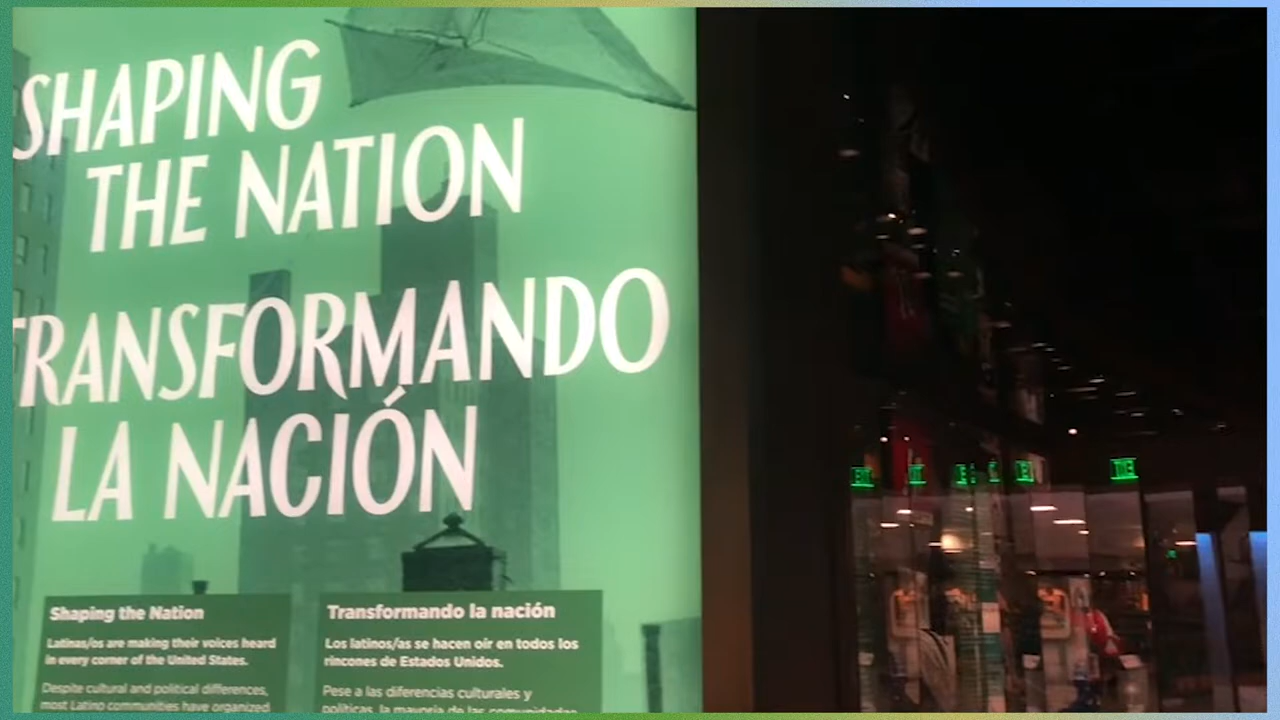 SHAPING
THE NATION
TRANSFORMANDO
LA NACIÓN
Shaping the Nation
Latinas/os are making their voices heard
in every corner of the United States.
Despite cultural and political differences,
most Latino communities have organized
Transformando la nación
Los latinos/as se hacen oír en todos los
rincones de Estados Unidos.
Pese a las diferencias culturales y
políticas, la mayoría de las comunidades